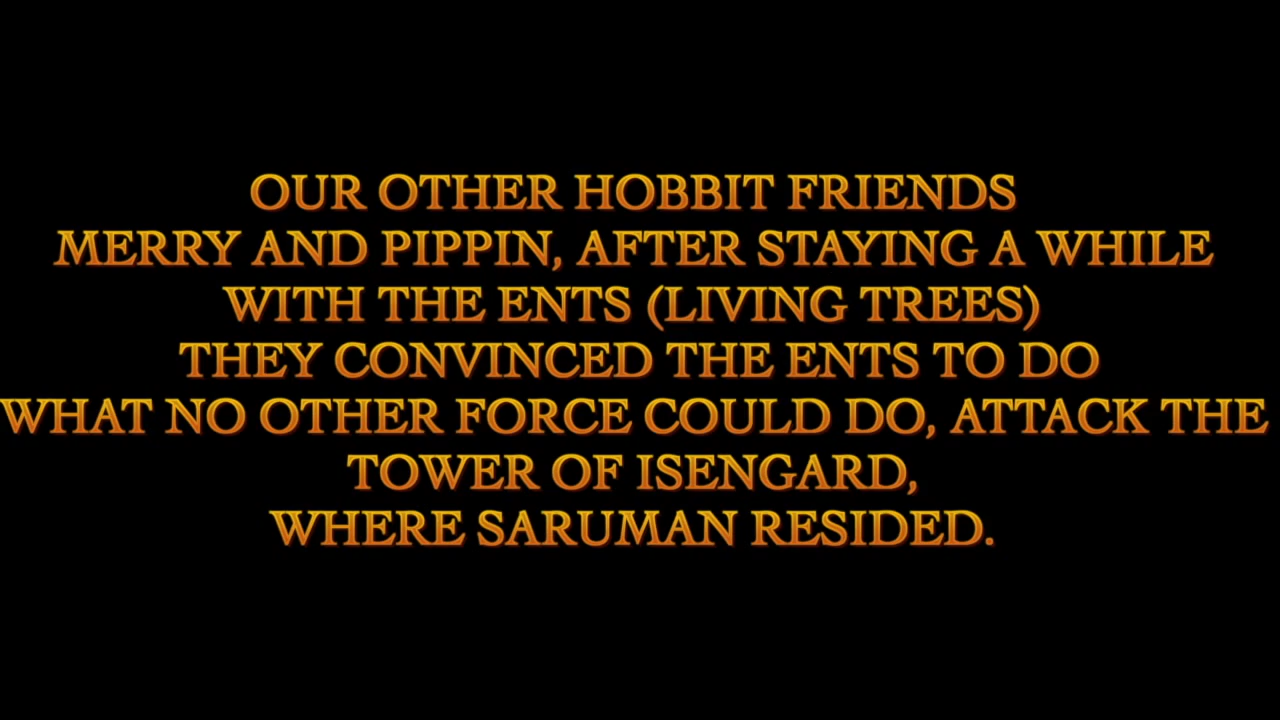 OUR OTHER HOBBIT FRIENDS
MERRY AND PIPPIN, AFTER STAYING A WHILE
WITH THE ENTS (LIVING TREES)
THEY CONVINCED THE ENTS TO DO
WHAT NO OTHER FORCE COULD DO, ATTACK THE
TOWER OF ISENGARD,
WHERE SARUMAN RESIDED.